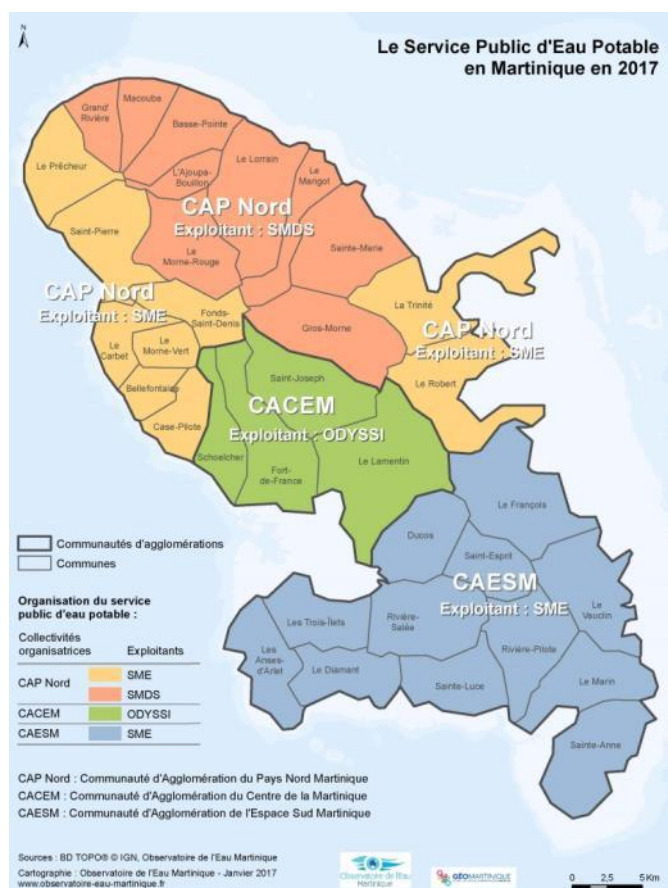 N
Le Service Public d'Eau Potable
en Martinique en 2017
Grand'
Rivière
Macouba
Basse-Pointe
Le Prêcheur
L'Ajoupa-
Bouillon
Le Lorrain
Le
Marigot
CAP Nord
Exploitant : SMDS
Saint-Pierre
Le
Morne-Rouge
Sainte-Marie
CAP Nord
Exploitant : SME
Fonds-
Saint-Denis
La Trinité
CAP Nord
Exploitant : SME
Le
Carbet
Le
Morne-Vert
Gros-Morne
Bellefontaine
Saint-Joseph
Le Robert
CACEM
Exploitant : ODYSSI
Case-Pilote
Schoelcher
Fort-
de-France
Le Lamentin
Le François
Ducos
Saint-Esprit
CAESM
Exploitant : SME
Les Trois-Îlets
Rivière-
Salée
Le
Vauclin
Les
Anses-
d'Arlet
Le Diamant
Rivière-Pilote
Sainte-Luce
Le Marin
Sainte-Anne
Communautés d'agglomérations
Communes
Organisation du service
public d'eau potable :
Collectivités
organisatrices
Exploitants
CAP Nord
SME
SMDS
CACEM
ODYSSI
CAESM
SME
CAP Nord : Communauté d'Agglomération du Pays Nord Martinique
CACEM : Communauté d'Agglomération du Centre de la Martinique
CAESM : Communauté d'Agglomération de l'Espace Sud Martinique
Sources : BD TOPO® © IGN, Observatoire de l'Eau Martinique
Cartographie : Observatoire de l'Eau Martinique - Janvier 2017
www.observatoire-eau-martinique.fr
Observatoire de l'Eau
Martinique
GÉOMARTINIQUE
0 2,5 5 Km